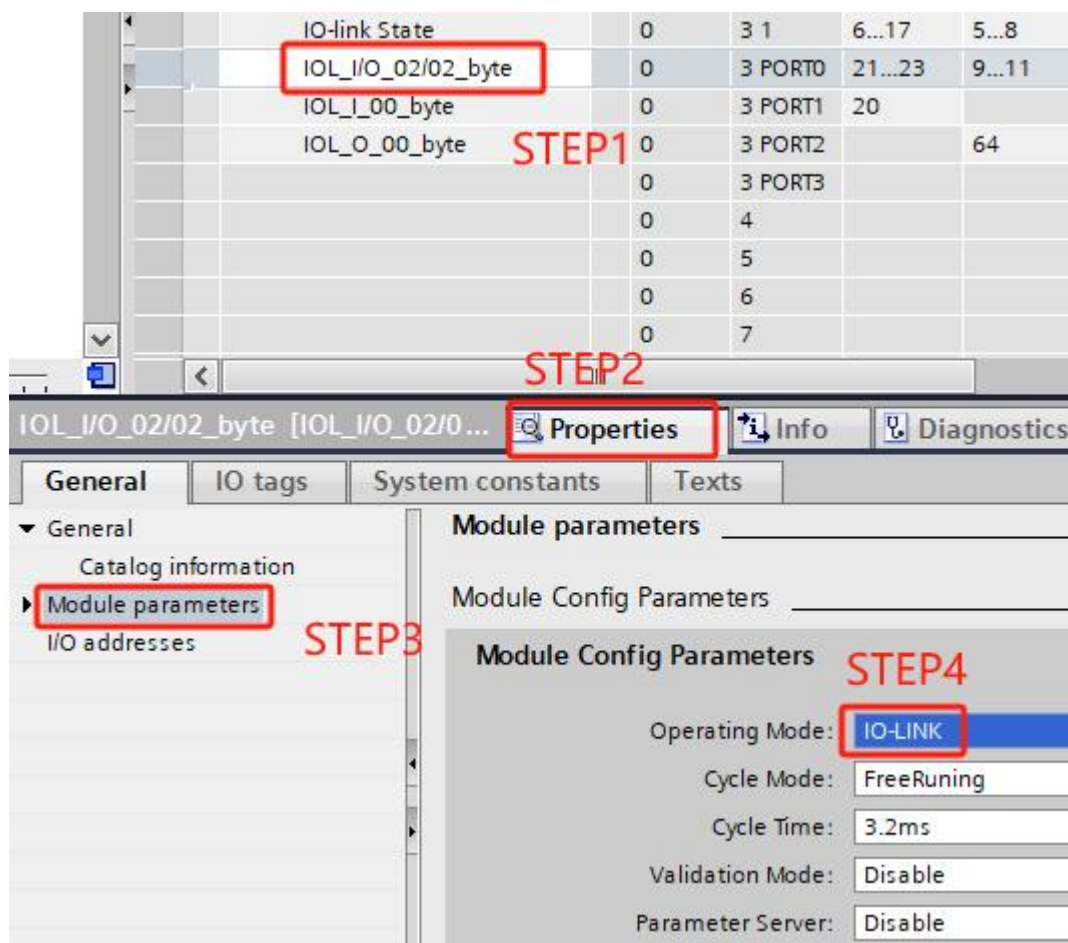 IO-link State 0 3 1 6...17 5...8
IOL_I/O_02/02_byte 0 3 PORT0 21...23 9...11
IOL_I_00_byte 0 3 PORT1 20
IOL_O_00_byte STEP1 0 3 PORT2 64
0 3 PORT3
0 4
0 5
0 6
0 7
STEP2
IOL_I/O_02/02_byte [IOL_I/O_02/0... Properties Info Diagnostics
General IO tags System constants Texts
General Module parameters
Catalog information
Module parameters Module Config Parameters
I/O addresses STEP3
Module Config Parameters STEP4
Operating Mode: IO-LINK
Cycle Mode: FreeRuning
Cycle Time: 3.2ms
Validation Mode: Disable
Parameter Server: Disable